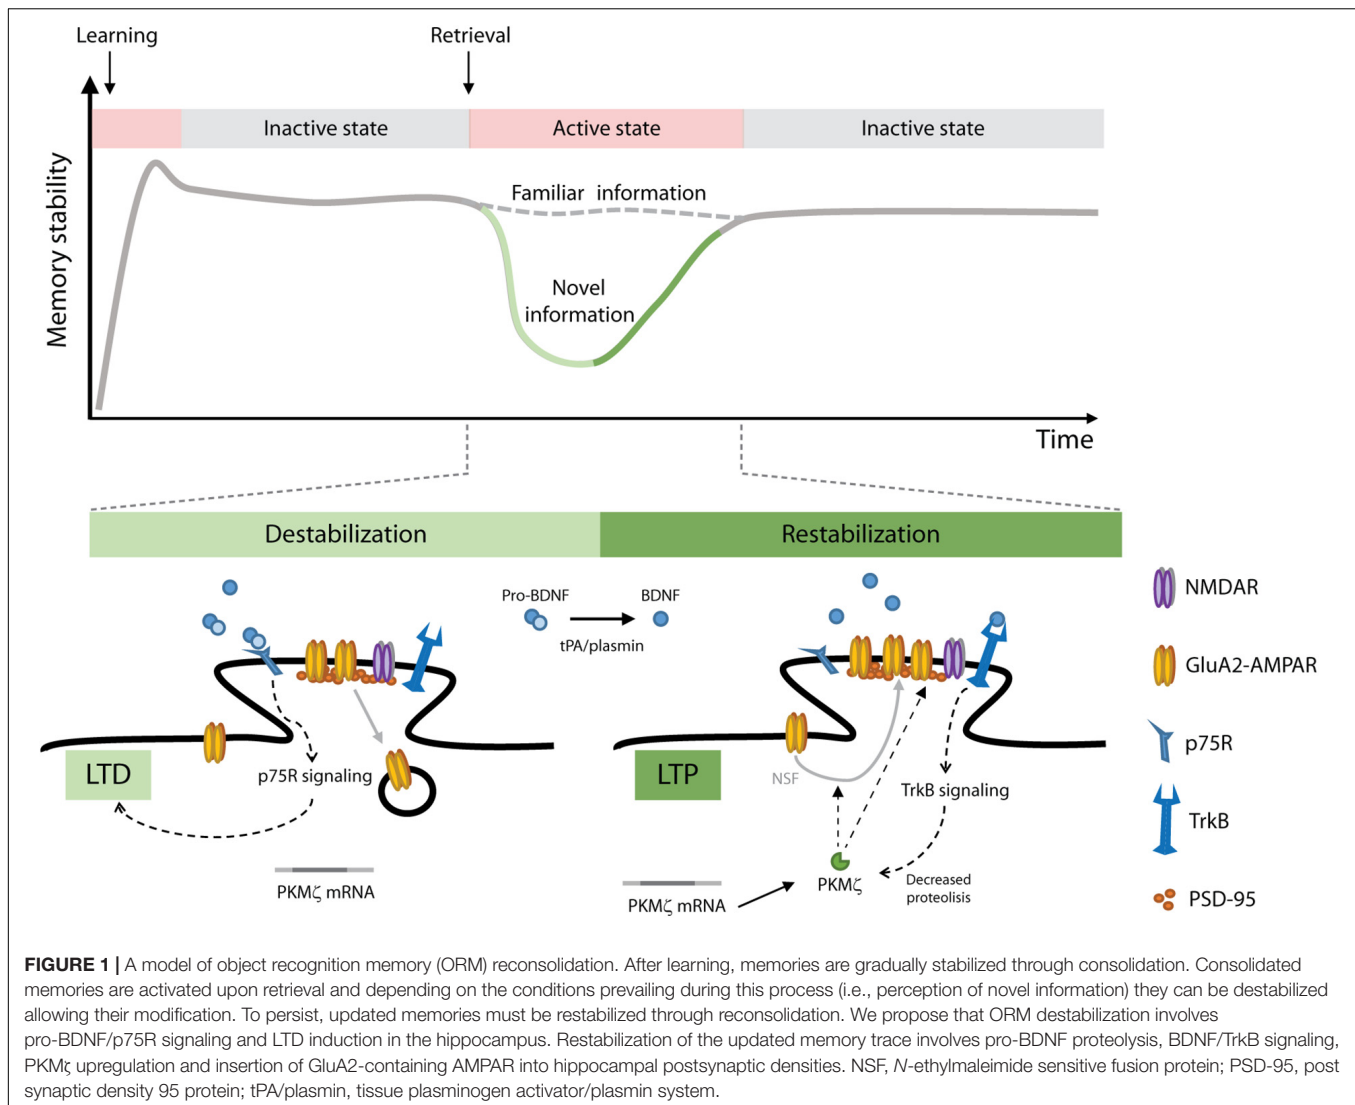 Learning
Retrieval
Inactive state
Active state
Inactive state
Memory stability
Familiar information
Novel
information
Time
Destabilization
Restabilization
Pro-BDNF
BDNF
tPA/plasmin
NMDAR
GluA2-AMPAR
p75R
TrkB
PSD-95
LTD
p75R signaling
PKMζ mRNA
LTP
NSF
TrkB signaling
PKMζ
Decreased
proteolisis
PKMζ mRNA
FIGURE 1 | A model of object recognition memory (ORM) reconsolidation. After learning, memories are gradually stabilized through consolidation. Consolidated
memories are activated upon retrieval and depending on the conditions prevailing during this process (i.e., perception of novel information) they can be destabilized
allowing their modification. To persist, updated memories must be restabilized through reconsolidation. We propose that ORM destabilization involves
pro-BDNF/p75R signaling and LTD induction in the hippocampus. Restabilization of the updated memory trace involves pro-BDNF proteolysis, BDNF/TrkB signaling,
PKMζ upregulation and insertion of GluA2-containing AMPAR into hippocampal postsynaptic densities. NSF, N-ethylmaleimide sensitive fusion protein; PSD-95, post
synaptic density 95 protein; tPA/plasmin, tissue plasminogen activator/plasmin system.